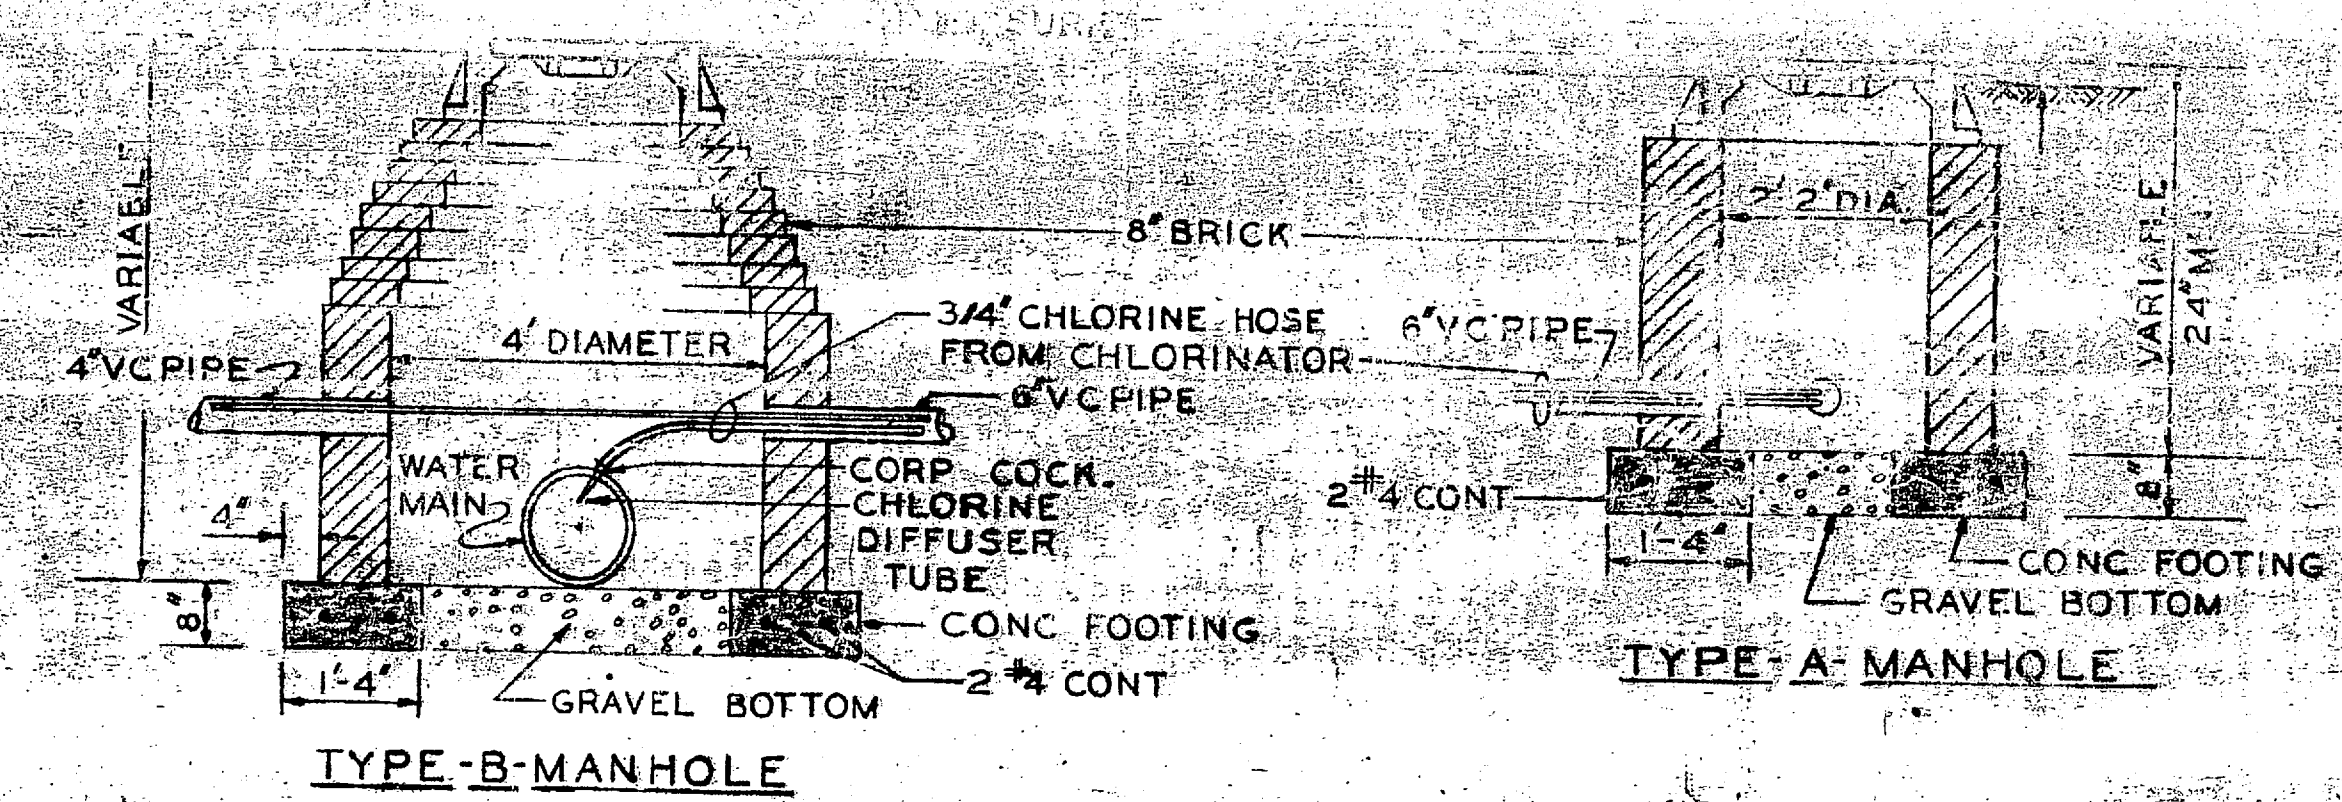 VARIABLE
4" VC PIPE
4' DIAMETER
8" BRICK
3/4" CHLORINE HOSE
FROM CHLORINATOR
6" VC PIPE
WATER
MAIN
CORP COCK.
CHLORINE
DIFFUSER
TUBE
4"
8"
1'-4"
GRAVEL BOTTOM
CONC FOOTING
2 #4 CONT
TYPE-B-MANHOLE
2" DIA.
6" VC PIPE
VARIABLE
24"
2 #4 CONT
8"
1'-4"
CONC FOOTING
GRAVEL BOTTOM
TYPE-A-MANHOLE